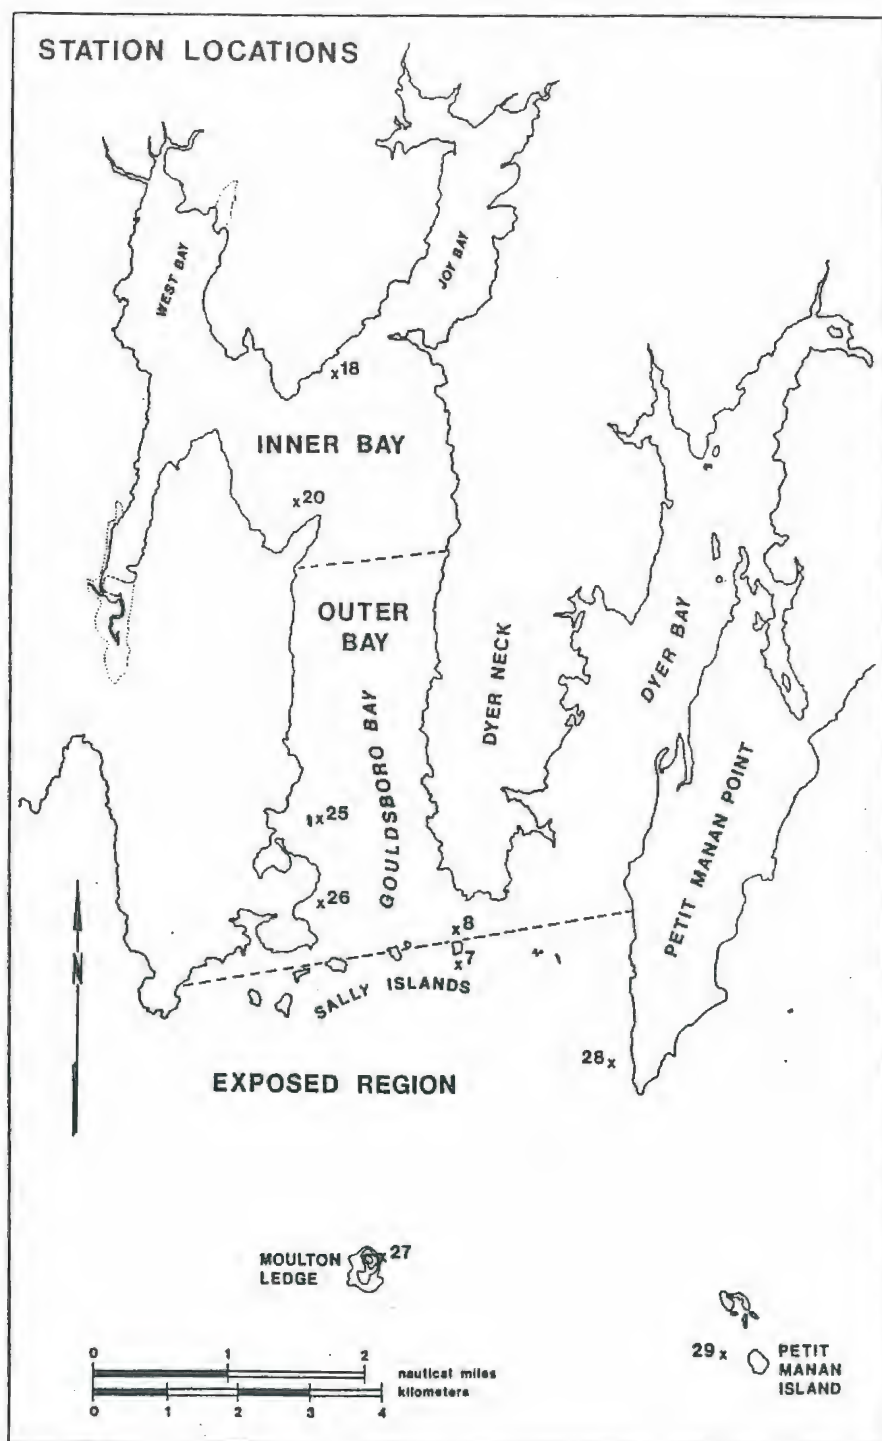 STATION LOCATIONS
WEST BAY
JOY BAY
x18
INNER BAY
x20
OUTER
BAY
GOULDSBORO BAY
DYER NECK
DYER BAY
PETIT MANAN POINT
x25
x26
x8
x7
N
SALLY ISLANDS
28x
EXPOSED REGION
MOULTON
LEDGE
x27
29x
PETIT
MANAN
ISLAND
0 1 2
nautical miles
kilometers
0 1 2 3 4